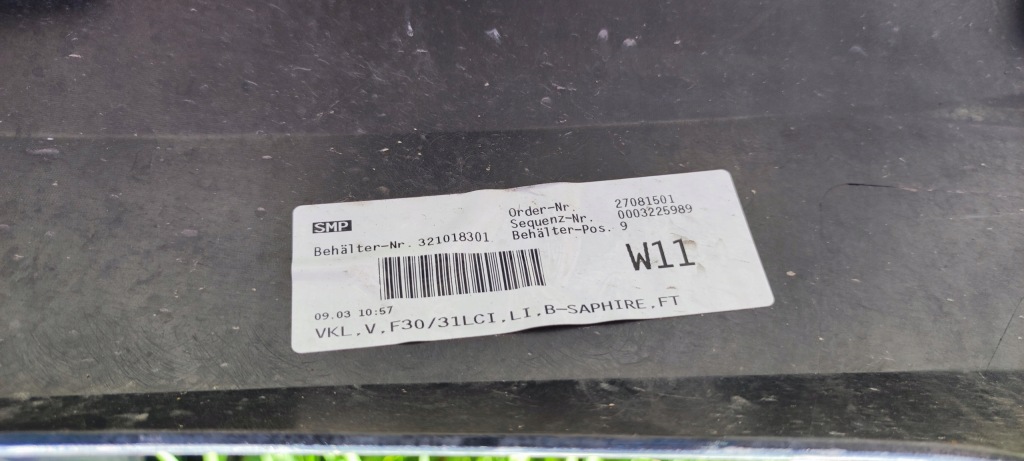 SMP
Order-Nr. 27081501
Sequenz-Nr. 0003225989
Behälter-Nr. 321018301 Behälter-Pos. 9
W11
09.03 10:57
VKL.V.F30/31LCI.LI.B-SAPHIRE.FT